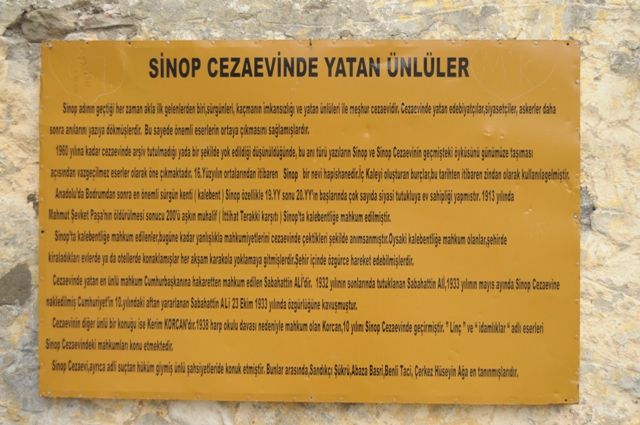 SİNOP CEZAEVİNDE YATAN ÜNLÜLER
Sinop adının geçtiği her zaman akla ilk gelenlerden biri,sürgünleri, kaçmanın imkansızlığı ve yatan ünlüleri ile meşhur cezaevidir. Cezaevinde yatan edebiyatçılar,siyasetçiler, askerler daha
sonra anılarını yazıya dökmüşlerdir. Bu sayede önemli eserlerin ortaya çıkmasını sağlamışlardır.
1960 yılına kadar cezaevinde arşiv tutulmadığı yada bir şekilde yok edildiği düşünüldüğünde, bu anı türü yazıların Sinop ve Sinop Cezaevinin geçmişteki öyküsünü günümüze taşıması
açısından vazgeçilmez eserler olarak öne çıkmaktadır. 16.Yüzyılın ortalarından itibaren Sinop bir nevi hapishanedir.İç Kaleyi oluşturan burçlar,bu tarihten itibaren zindan olarak kullanılagelmiştir.
Anadolu'da Bodrumdan sonra en önemli sürgün kenti ( kalebent ) Sinop özellikle 19.YY sonu 20.YY'ın başlarında çok sayıda siyasi tutukluya ev sahipliği yapmıştır. 1913 yılında
Mahmut Şevket Paşa'nın öldürülmesi sonucu 200'ü aşkın muhalif ( İttihat Terakki karşıtı ) Sinop'ta kalebentliğe mahkum edilmiştir.
Sinop'ta kalebentliğe mahkum edilenler,bugüne kadar yanlışlıkla mahkumiyetlerini cezaevinde çektikleri şekilde anımsanmıştır.Oysaki kalebentliğe mahkum olanlar,şehirde
kiraladıkları evlerde ya da otellerde konaklamışlar her akşam karakola yoklamaya gitmişlerdir.Şehir içinde özgürce hareket edebilmişlerdir.
Cezaevinde yatan en ünlü mahkum Cumhurbaşkanına hakaretten mahkum edilen Sabahattin ALİ'dir. 1932 yılının sonlarında tutuklanan Sabahattin Alİ,1933 yılının mayıs ayında Sinop Cezaevine
nakledilmiş Cumhuriyet'in 10.yılındaki aftan yararlanan Sabahattin ALİ 23 Ekim 1933 yılında özgürlüğüne kavuşmuştur.
Cezaevinin diğer ünlü bir konuğu ise Kerim KORCAN'dır.1938 harp okulu davası nedeniyle mahkum olan Korcan,10 yılını Sinop Cezaevinde geçirmiştir. " Linç " ve " idamlıklar " adlı eserleri
Sinop Cezaevindeki mahkumları konu etmektedir.
Sinop Cezaevi,ayrıca adli suçtan hüküm giymiş ünlü şahsiyetleride konuk etmiştir. Bunlar arasında,Sandıkçı Şükrü,Abaza Basri,Benli Taci, Çerkez Hüseyin Ağa en tanınmışlarıdır.